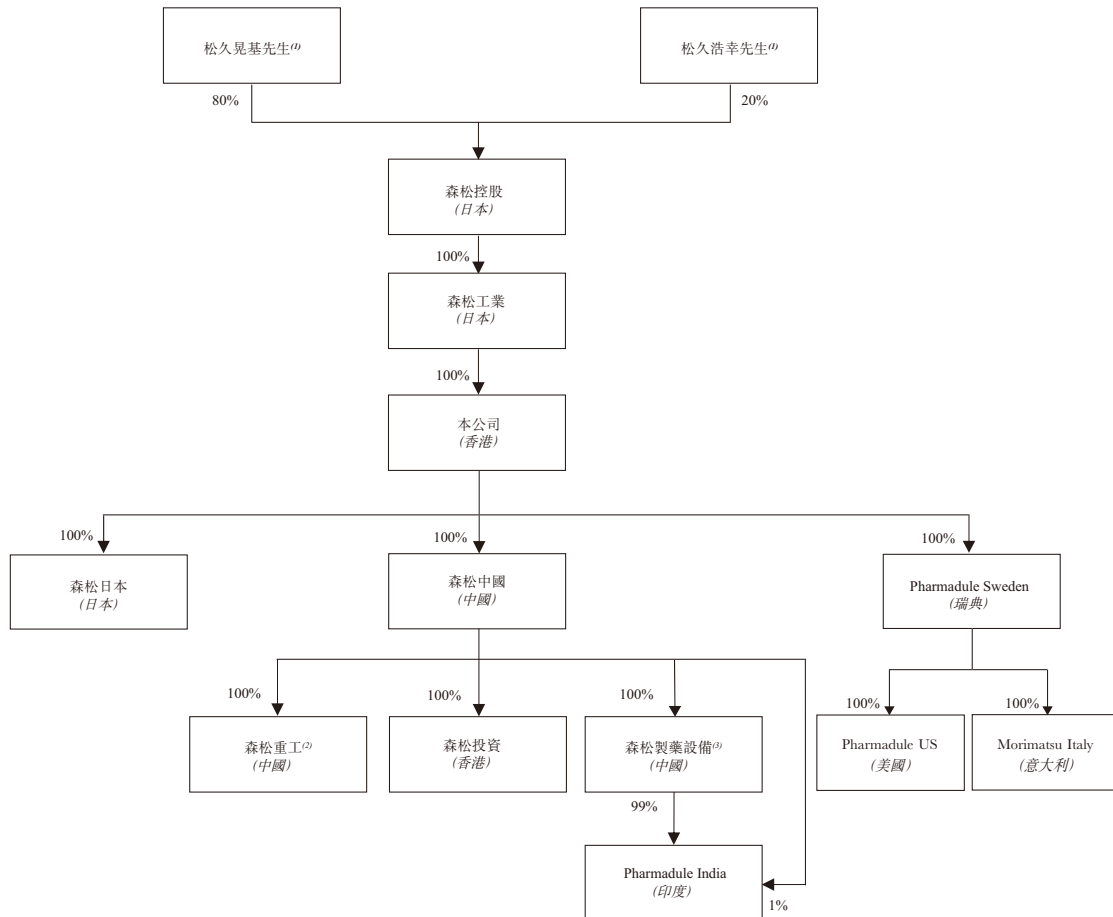 松久晃基先生(1)
松久浩幸先生(1)
80%
20%
森松控股
(日本)
100%
森松工業
(日本)
100%
本公司
(香港)
100%
100%
100%
森松日本
(日本)
森松中國
(中國)
Pharmadule Sweden
(瑞典)
100%
100%
100%
100%
100%
森松重工(2)
(中國)
森松投資
(香港)
森松製藥設備(3)
(中國)
Pharmadule US
(美國)
Morimatsu Italy
(意大利)
99%
Pharmadule India
(印度)
1%